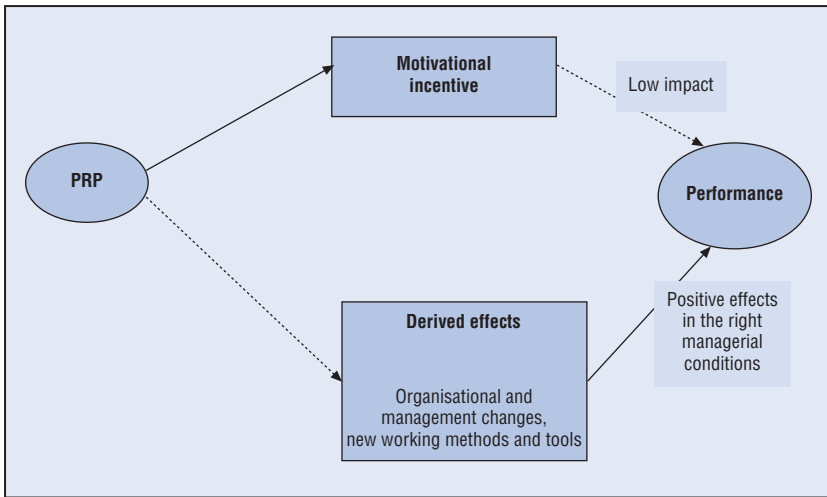 Motivational
incentive
Low impact
PRP
Performance
Positive effects
in the right
managerial
conditions
Derived effects
Organisational and
management changes,
new working methods and tools